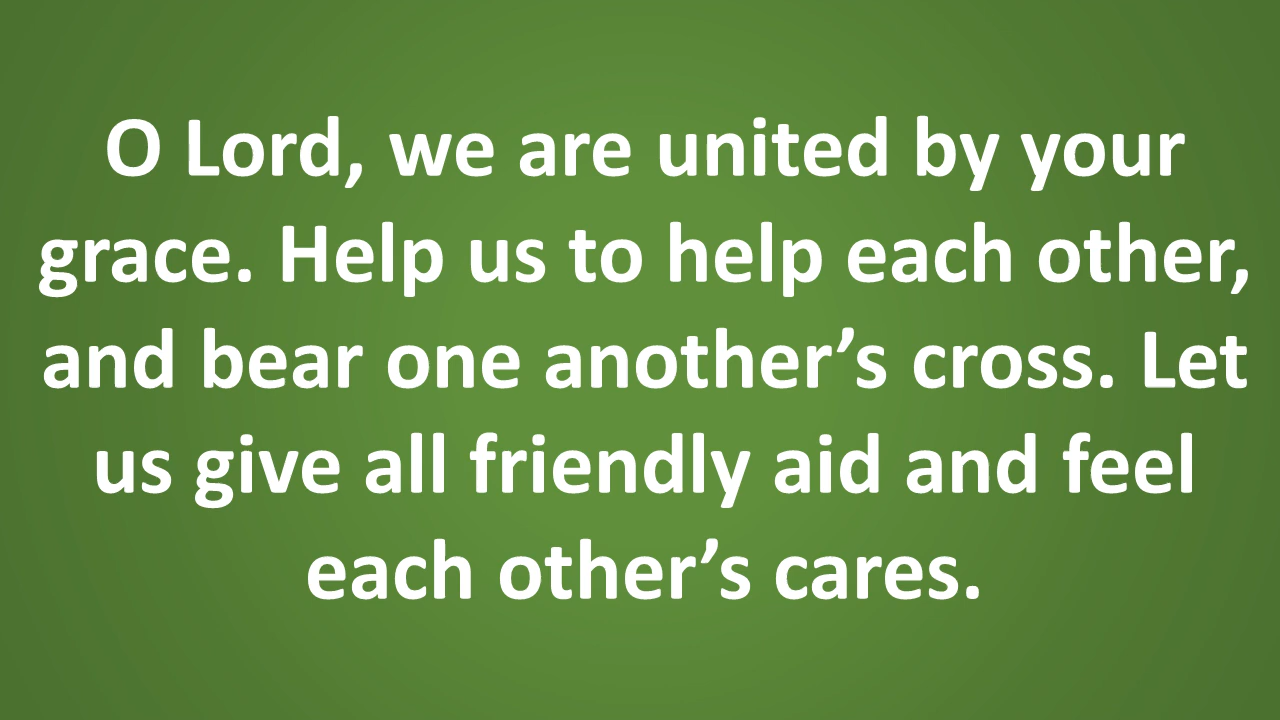 O Lord, we are united by your
grace. Help us to help each other,
and bear one another’s cross. Let
us give all friendly aid and feel
each other’s cares.